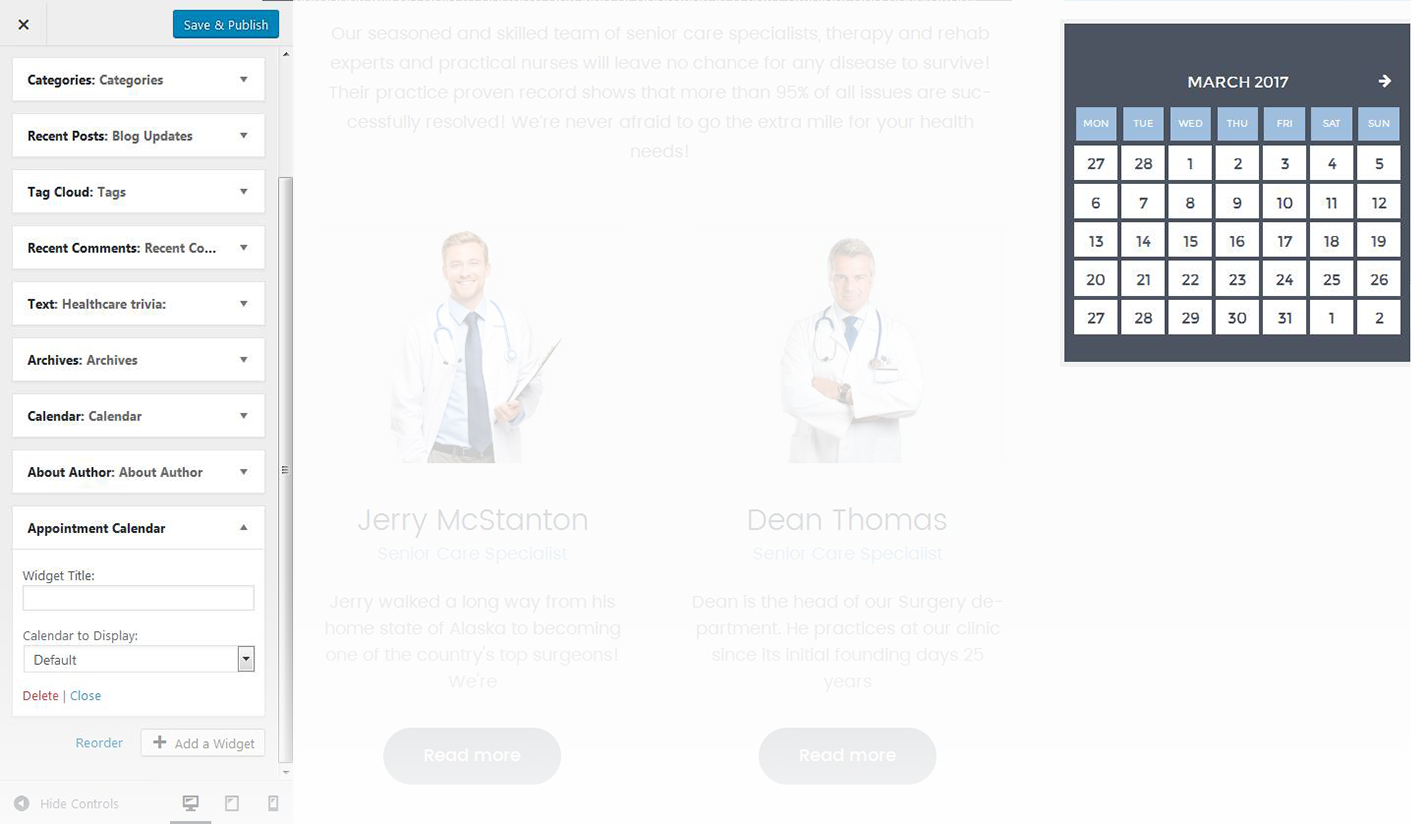 Save & Publish
Categories: Categories
Recent Posts: Blog Updates
Tag Cloud: Tags
Recent Comments: Recent Co...
Text: Healthcare trivia:
Archives: Archives
Calendar: Calendar
About Author: About Author
Appointment Calendar
Widget Title:
Calendar to Display:
Default
Delete | Close
Reorder
Add a Widget
Hide Controls
Our seasoned and skilled team of senior care specialists, therapy and rehab
experts and practical nurses will leave no chance for any disease to survive!
Their practice proven record shows that more than 95% of all issues are suc-
cessfully resolved! We're never afraid to go the extra mile for your health
needs!
Jerry McStanton
Senior Care Specialist
Jerry walked a long way from his
home state of Alaska to becoming
one of the country's top surgeons!
We're
Read more
Dean Thomas
Senior Care Specialist
Dean is the head of our Surgery de-
partment. He practices at our clinic
since its initial founding days 25
years
Read more
MARCH 2017
MON TUE WED THU FRI SAT SUN
27 28 1 2 3 4 5
6 7 8 9 10 11 12
13 14 15 16 17 18 19
20 21 22 23 24 25 26
27 28 29 30 31 1 2